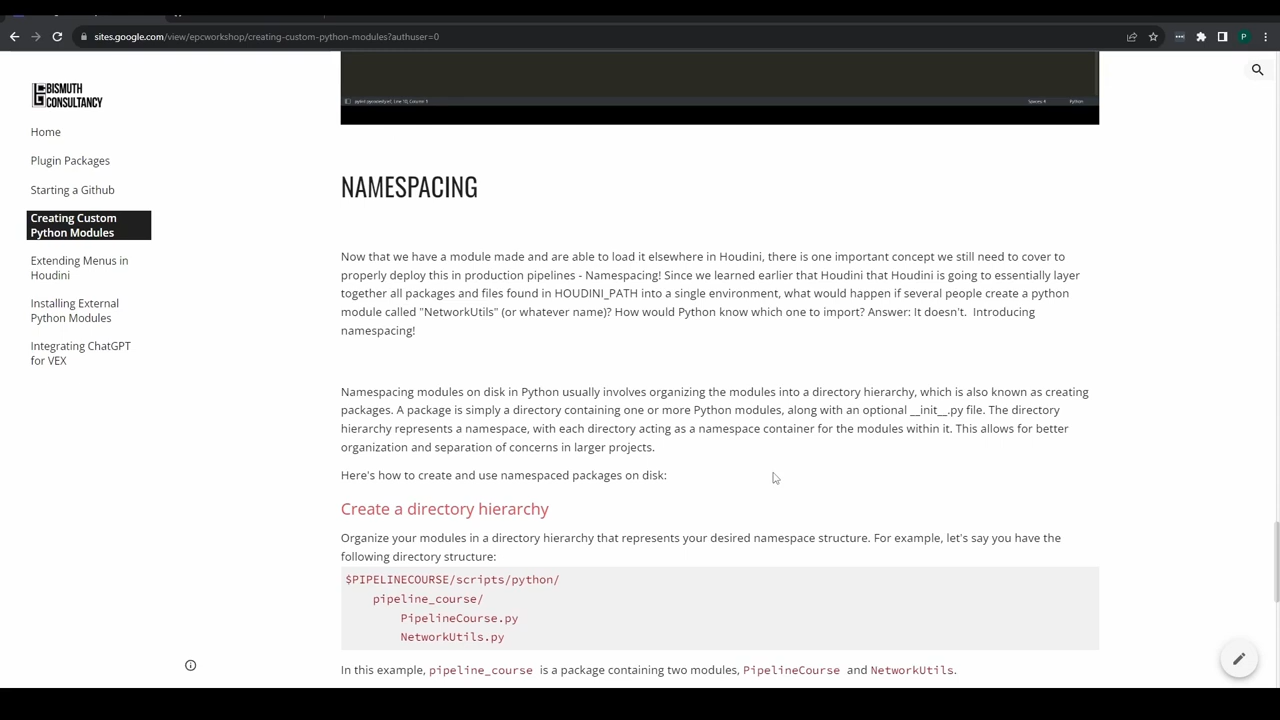 sites.google.com/view/epcworkshop/creating-custom-python-modules?authuser=0
P
BISMUTH
CONSULTANCY
Home
Plugin Packages
Starting a Github
Creating Custom
Python Modules
Extending Menus in
Houdini
Installing External
Python Modules
Integrating ChatGPT
for VEX
Spaces: 4
Python
NAMESPACING
Now that we have a module made and are able to load it elsewhere in Houdini, there is one important concept we still need to cover to
properly deploy this in production pipelines - Namespacing! Since we learned earlier that Houdini that Houdini is going to essentially layer
together all packages and files found in HOUDINI_PATH into a single environment, what would happen if several people create a python
module called "NetworkUtils" (or whatever name)? How would Python know which one to import? Answer: It doesn't.  Introducing
namespacing!
Namespacing modules on disk in Python usually involves organizing the modules into a directory hierarchy, which is also known as creating
packages. A package is simply a directory containing one or more Python modules, along with an optional __init__.py file. The directory
hierarchy represents a namespace, with each directory acting as a namespace container for the modules within it. This allows for better
organization and separation of concerns in larger projects.
Here's how to create and use namespaced packages on disk:
Create a directory hierarchy
Organize your modules in a directory hierarchy that represents your desired namespace structure. For example, let's say you have the
following directory structure:
$PIPELINECOURSE/scripts/python/
pipeline_course/
PipelineCourse.py
NetworkUtils.py
In this example, pipeline_course is a package containing two modules, PipelineCourse and NetworkUtils.